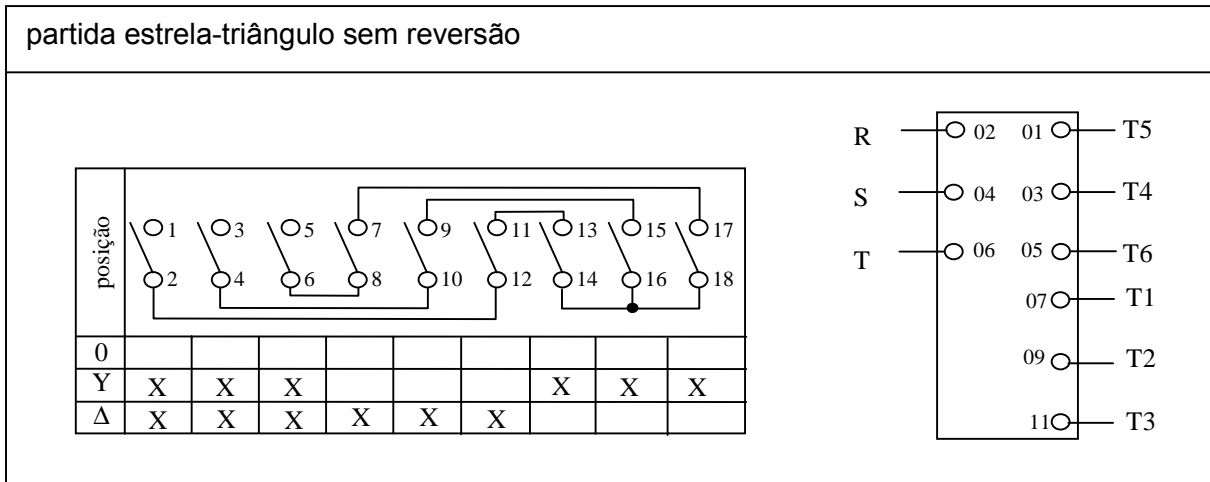 partida estrela-triângulo sem reversão
posição
1 3 5 7 9 11 13 15 17
2 4 6 8 10 12 14 16 18
0
Y X X X X X X
Δ X X X X X X
R 02 01 T5
S 04 03 T4
T 06 05 T6
07 T1
09 T2
11 T3